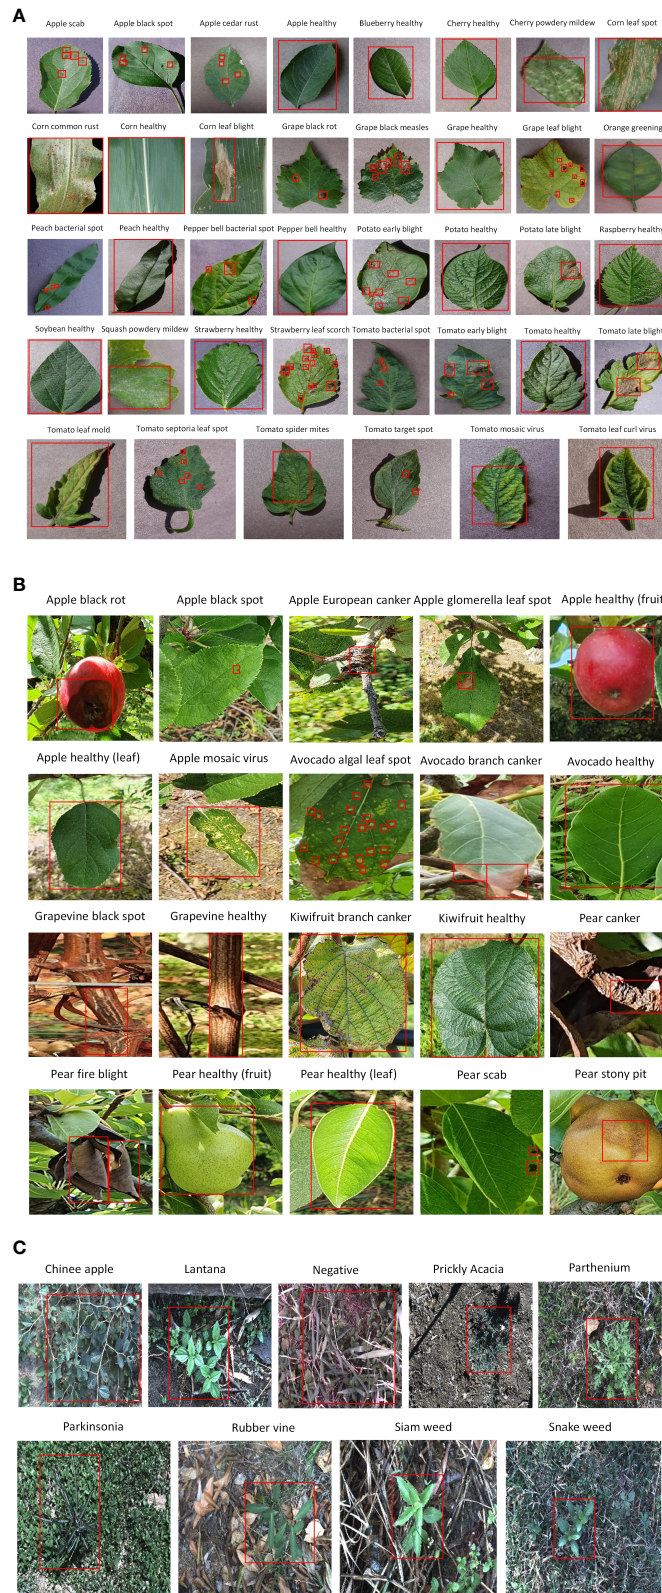 A
Apple scab Apple black spot Apple cedar rust Apple healthy Blueberry healthy Cherry healthy Cherry powdery mildew Corn leaf spot
Corn common rust Corn healthy Corn leaf blight Grape black rot Grape black measles Grape healthy Grape leaf blight Orange greening
Peach bacterial spot Peach healthy Pepper bell bacterial spot Pepper bell healthy Potato early blight Potato healthy Potato late blight Raspberry healthy
Soybean healthy Squash powdery mildew Strawberry healthy Strawberry leaf scorch Tomato bacterial spot Tomato early blight Tomato healthy Tomato late blight
Tomato leaf mold Tomato septoria leaf spot Tomato spider mites Tomato target spot Tomato mosaic virus Tomato leaf curl virus
B
Apple black rot Apple black spot Apple European canker Apple glomerella leaf spot Apple healthy (fruit
Apple healthy (leaf) Apple mosaic virus Avocado algal leaf spot Avocado branch canker Avocado healthy
Grapevine black spot Grapevine healthy Kiwifruit branch canker Kiwifruit healthy Pear canker
Pear fire blight Pear healthy (fruit) Pear healthy (leaf) Pear scab Pear stony pit
C
Chinee apple Lantana Negative Prickly Acacia Parthenium
Parkinsonia Rubber vine Siam weed Snake weed